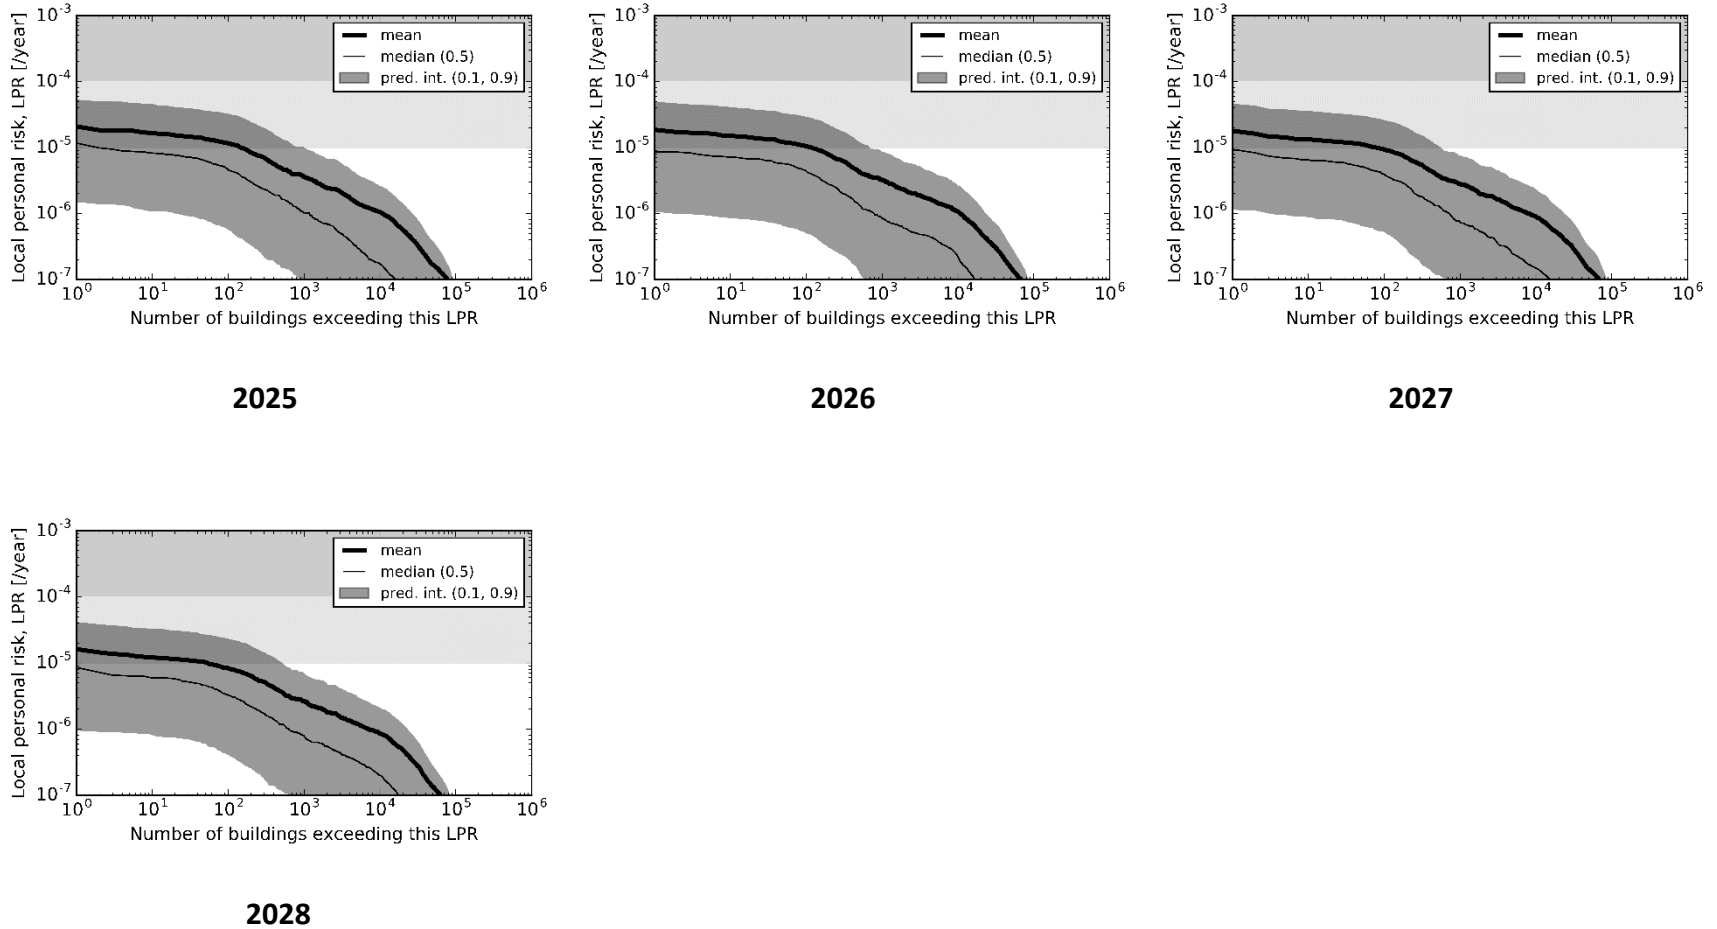 Local personal risk, LPR [/year]
10^-3
10^-4
10^-5
10^-6
10^-7
mean
median (0.5)
pred. int. (0.1, 0.9)
10^0 10^1 10^2 10^3 10^4 10^5 10^6
Number of buildings exceeding this LPR
2025
Local personal risk, LPR [/year]
10^-3
10^-4
10^-5
10^-6
10^-7
mean
median (0.5)
pred. int. (0.1, 0.9)
10^0 10^1 10^2 10^3 10^4 10^5 10^6
Number of buildings exceeding this LPR
2026
Local personal risk, LPR [/year]
10^-3
10^-4
10^-5
10^-6
10^-7
mean
median (0.5)
pred. int. (0.1, 0.9)
10^0 10^1 10^2 10^3 10^4 10^5 10^6
Number of buildings exceeding this LPR
2027
Local personal risk, LPR [/year]
10^-3
10^-4
10^-5
10^-6
10^-7
mean
median (0.5)
pred. int. (0.1, 0.9)
10^0 10^1 10^2 10^3 10^4 10^5 10^6
Number of buildings exceeding this LPR
2028